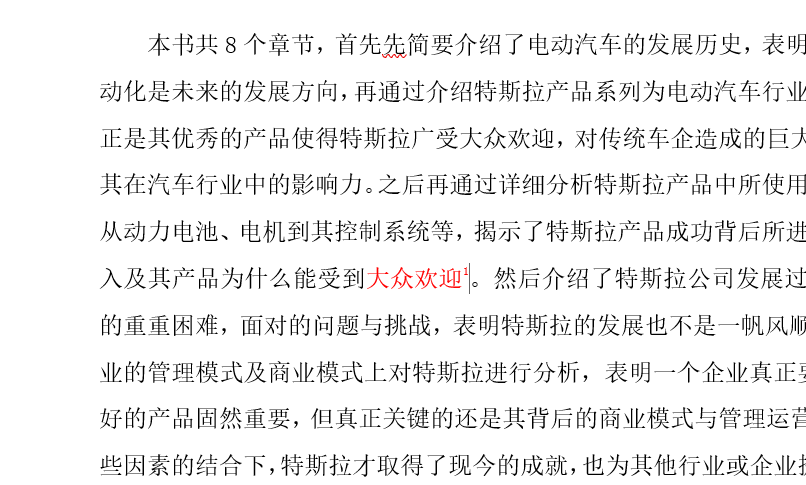 本书共 8 个章节，首先先简要介绍了电动汽车的发展历史，表明
动化是未来的发展方向，再通过介绍特斯拉产品系列为电动汽车行业
正是其优秀的产品使得特斯拉广受大众欢迎，对传统车企造成的巨大
其在汽车行业中的影响力。之后再通过详细分析特斯拉产品中所使用
从动力电池、电机到其控制系统等，揭示了特斯拉产品成功背后所进
入及其产品为什么能受到大众欢迎¹。然后介绍了特斯拉公司发展过
的重重困难，面对的问题与挑战，表明特斯拉的发展也不是一帆风顺
业的管理模式及商业模式上对特斯拉进行分析，表明一个企业真正要
好的产品固然重要，但真正关键的还是其背后的商业模式与管理运营
些因素的结合下，特斯拉才取得了现今的成就，也为其他行业或企业